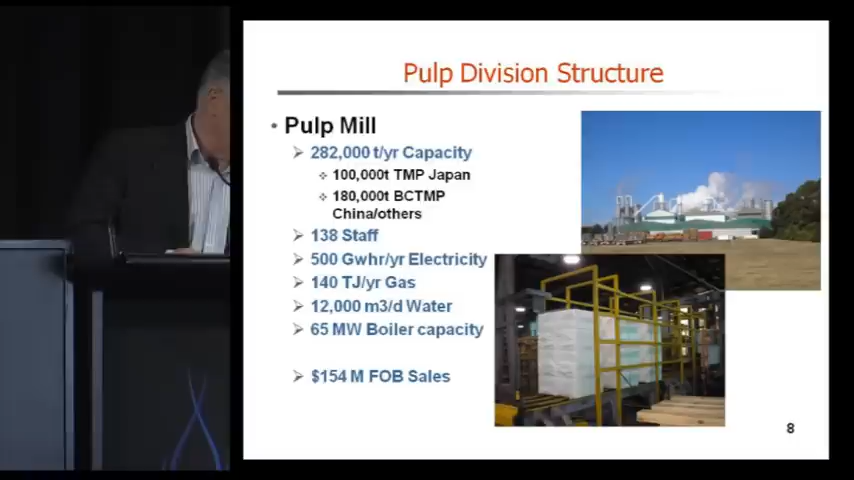 Pulp Division Structure
• Pulp Mill
➢ 282,000 t/yr Capacity
❖ 100,000t TMP Japan
❖ 180,000t BCTMP
China/others
➢ 138 Staff
➢ 500 Gwhr/yr Electricity
➢ 140 TJ/yr Gas
➢ 12,000 m3/d Water
➢ 65 MW Boiler capacity
➢ $154 M FOB Sales
8